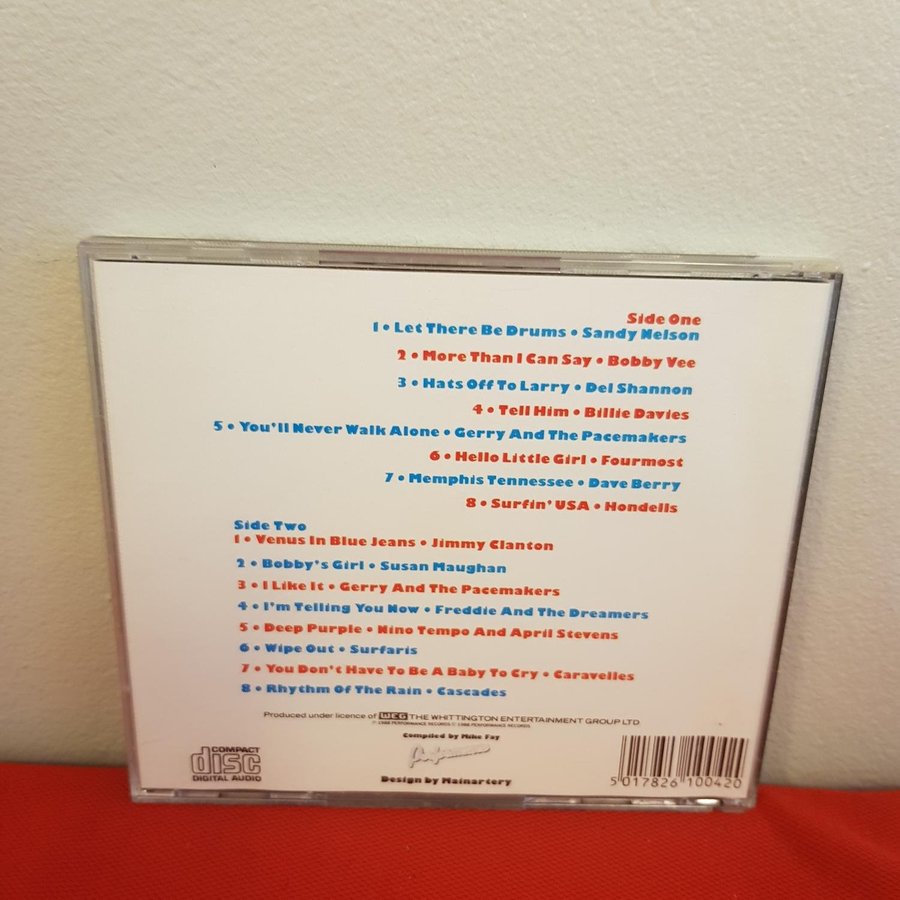 Side One
1 • Let There Be Drums • Sandy Nelson
2 • More Than I Can Say • Bobby Vee
3 • Hats Off To Larry • Del Shannon
4 • Tell Him • Billie Davies
5 • You'll Never Walk Alone • Gerry And The Pacemakers
6 • Hello Little Girl • Fourmost
7 • Memphis Tennessee • Dave Berry
8 • Surfin' USA • Hondells
Side Two
1 • Venus In Blue Jeans • Jimmy Clanton
2 • Bobby's Girl • Susan Maughan
3 • I Like It • Gerry And The Pacemakers
4 • I'm Telling You Now • Freddie And The Dreamers
5 • Deep Purple • Nino Tempo And April Stevens
6 • Wipe Out • Surfaris
7 • You Don't Have To Be A Baby To Cry • Caravelles
8 • Rhythm Of The Rain • Cascades
Produced under licence of WEG THE WHITTINGTON ENTERTAINMENT GROUP LTD.
℗ 1988 PERFORMANCE RECORDS © 1988 PERFORMANCE RECORDS
Compiled by Mike Fay
Design by Mainartery
COMPACT
disc
DIGITAL AUDIO
5 017826 100420